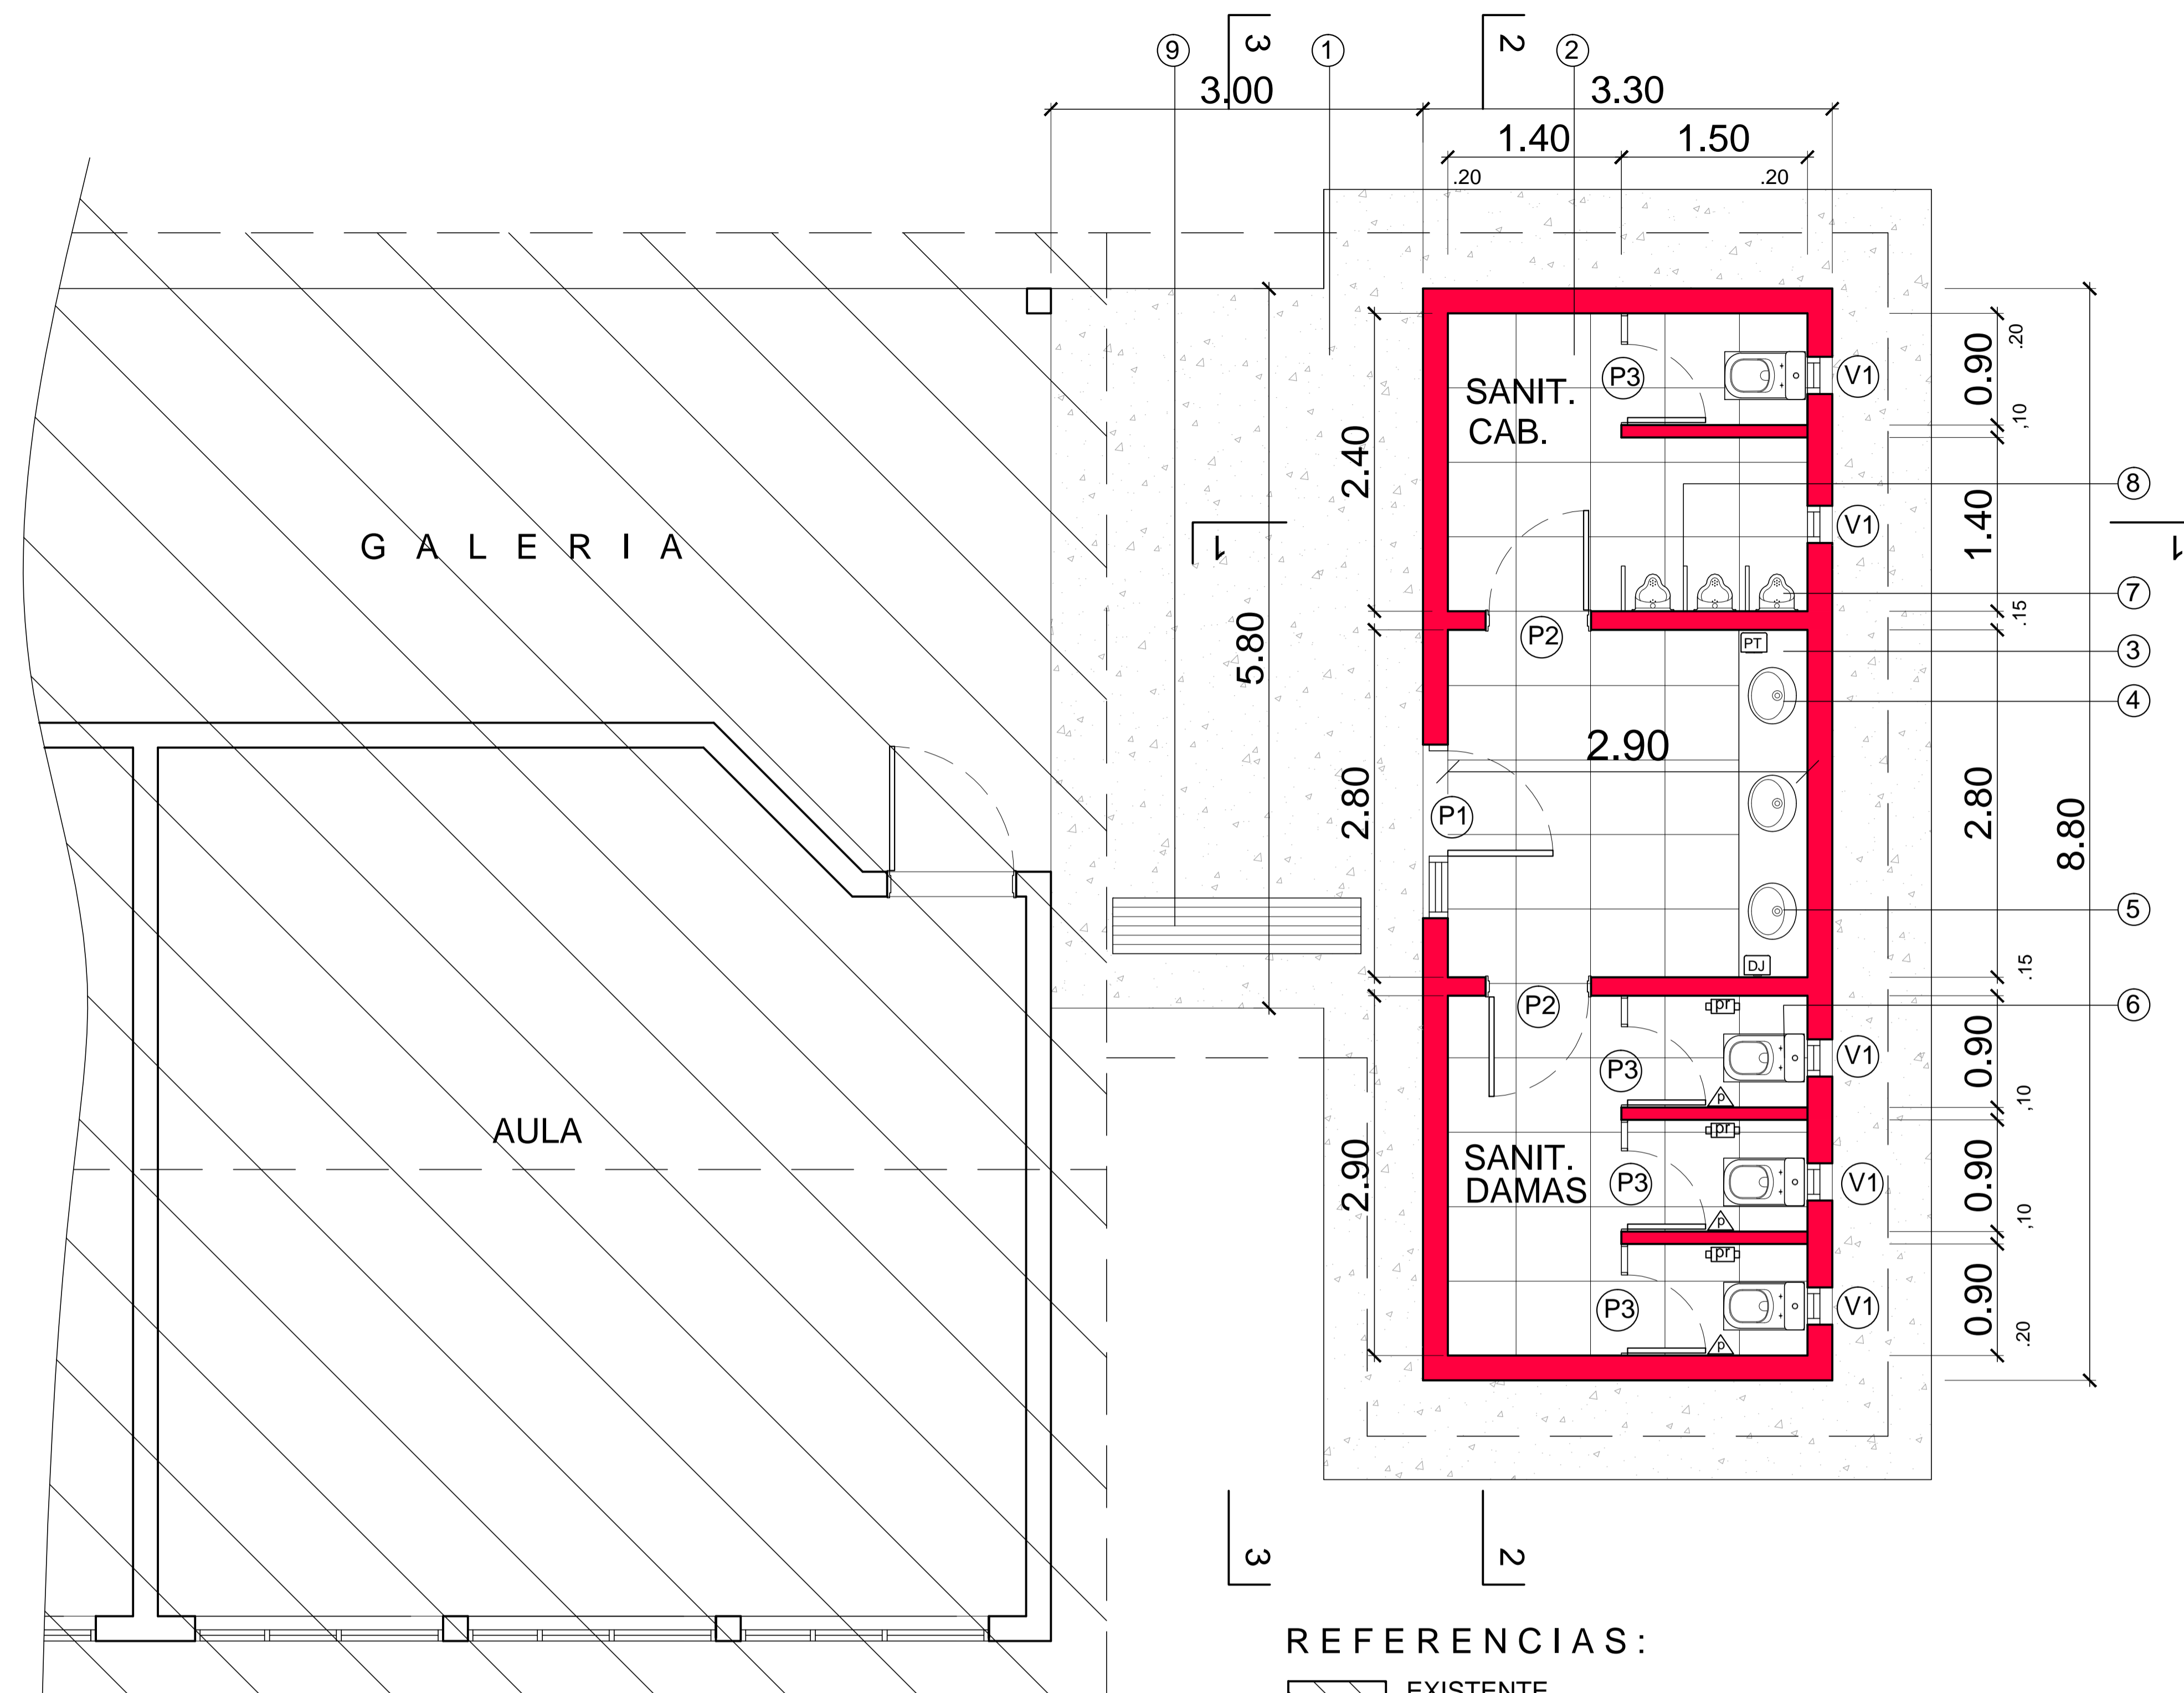 9
3
1
2
2
3.00
3.30
1.40
1.50
.20
.20
SANIT.
CAB.
P3
V1
0.90
.20
,10
2.40
8
V1
1.40
1
1
GALERIA
7
.15
5.80
P2
PT
3
4
2.90
2.80
P1
2.80
8.80
5
DJ
.15
P2
pr
6
P3
V1
0.90
p
,10
AULA
pr
SANIT.
DAMAS
2.90
P3
V1
0.90
p
,10
pr
P3
V1
0.90
p
.20
3
2
REFERENCIAS:
EXISTENTE